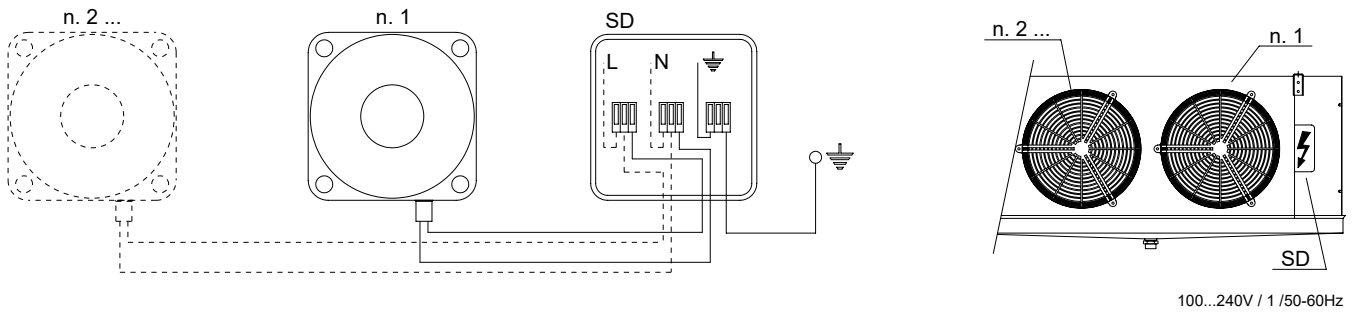 n. 2 ...
n. 1
SD
L
N
n. 2 ...
n. 1
SD
100...240V / 1 /50-60Hz